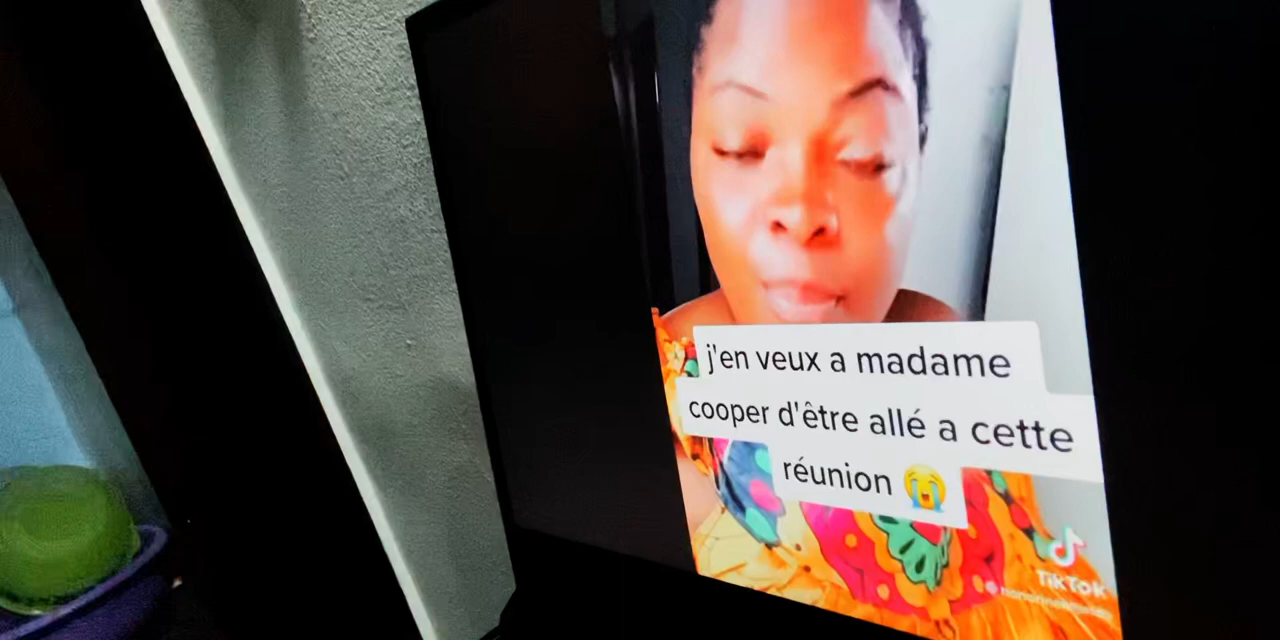 j'en veux a madame
cooper d'être allé a cette
réunion 😭
TikTok